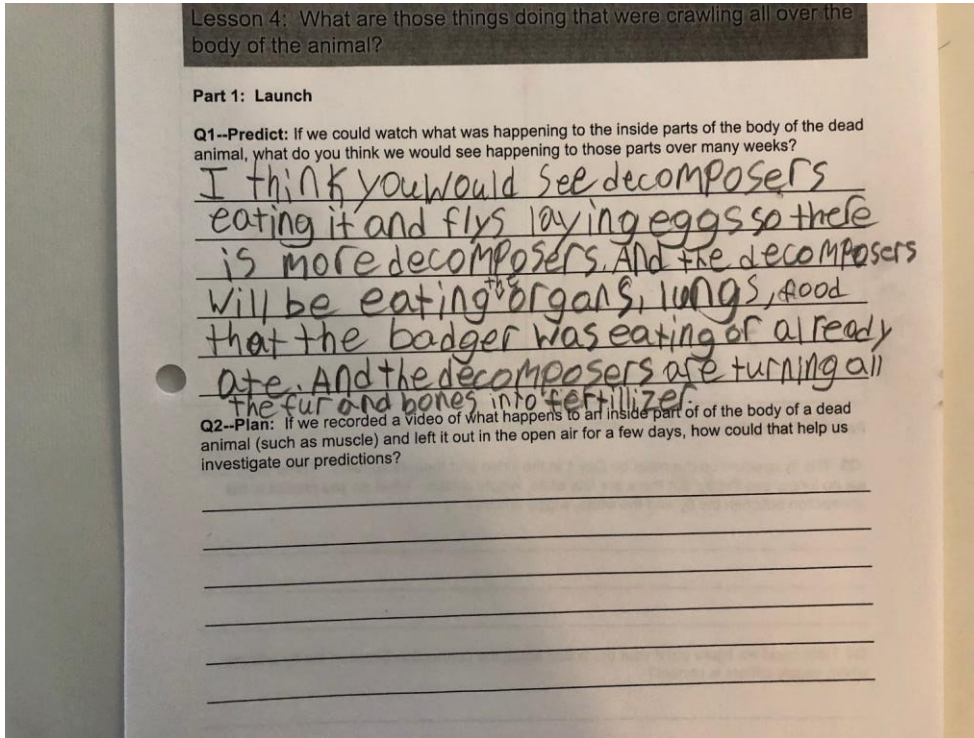 Lesson 4: What are those things doing that were crawling all over the
body of the animal?
Part 1: Launch
Q1--Predict: If we could watch what was happening to the inside parts of the body of the dead
animal, what do you think we would see happening to those parts over many weeks?
I think you would see decomposers
eating it and flys laying eggs so there
is more decomposers. And the decomposers
will be eating the organs, lungs, food
that the badger was eating or already
ate. And the decomposers are turning all
the fur and bones into fertillizer.
Q2--Plan: If we recorded a video of what happens to an inside part of of the body of a dead
animal (such as muscle) and left it out in the open air for a few days, how could that help us
investigate our predictions?